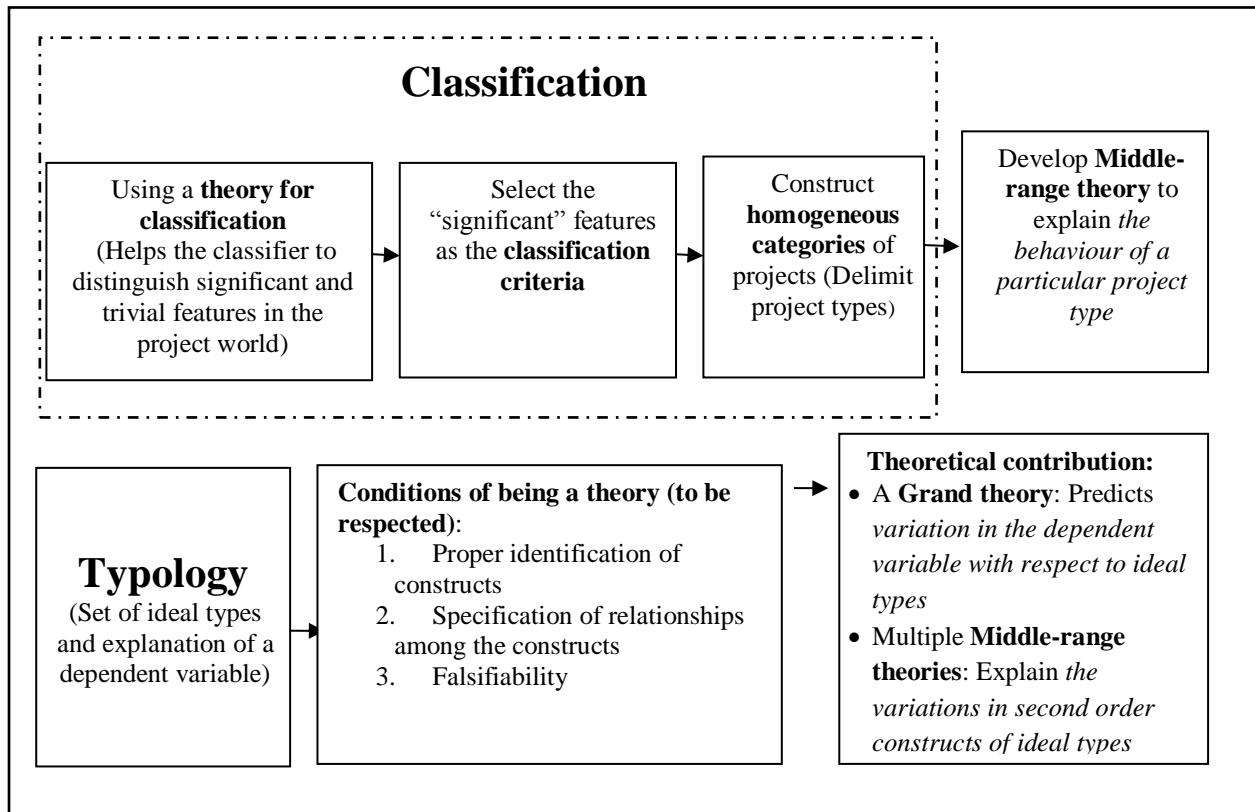 Classification
Using a theory for
classification
(Helps the classifier to
distinguish significant and
trivial features in the
project world)
Select the
“significant” features
as the classification
criteria
Construct
homogeneous
categories of
projects (Delimit
project types)
Develop Middle-
range theory to
explain the
behaviour of a
particular project
type
Typology
(Set of ideal types
and explanation of a
dependent variable)
Conditions of being a theory (to be
respected):
1. Proper identification of
constructs
2. Specification of relationships
among the constructs
3. Falsifiability
Theoretical contribution:
• A Grand theory: Predicts
variation in the dependent
variable with respect to ideal
types
• Multiple Middle-range
theories: Explain the
variations in second order
constructs of ideal types